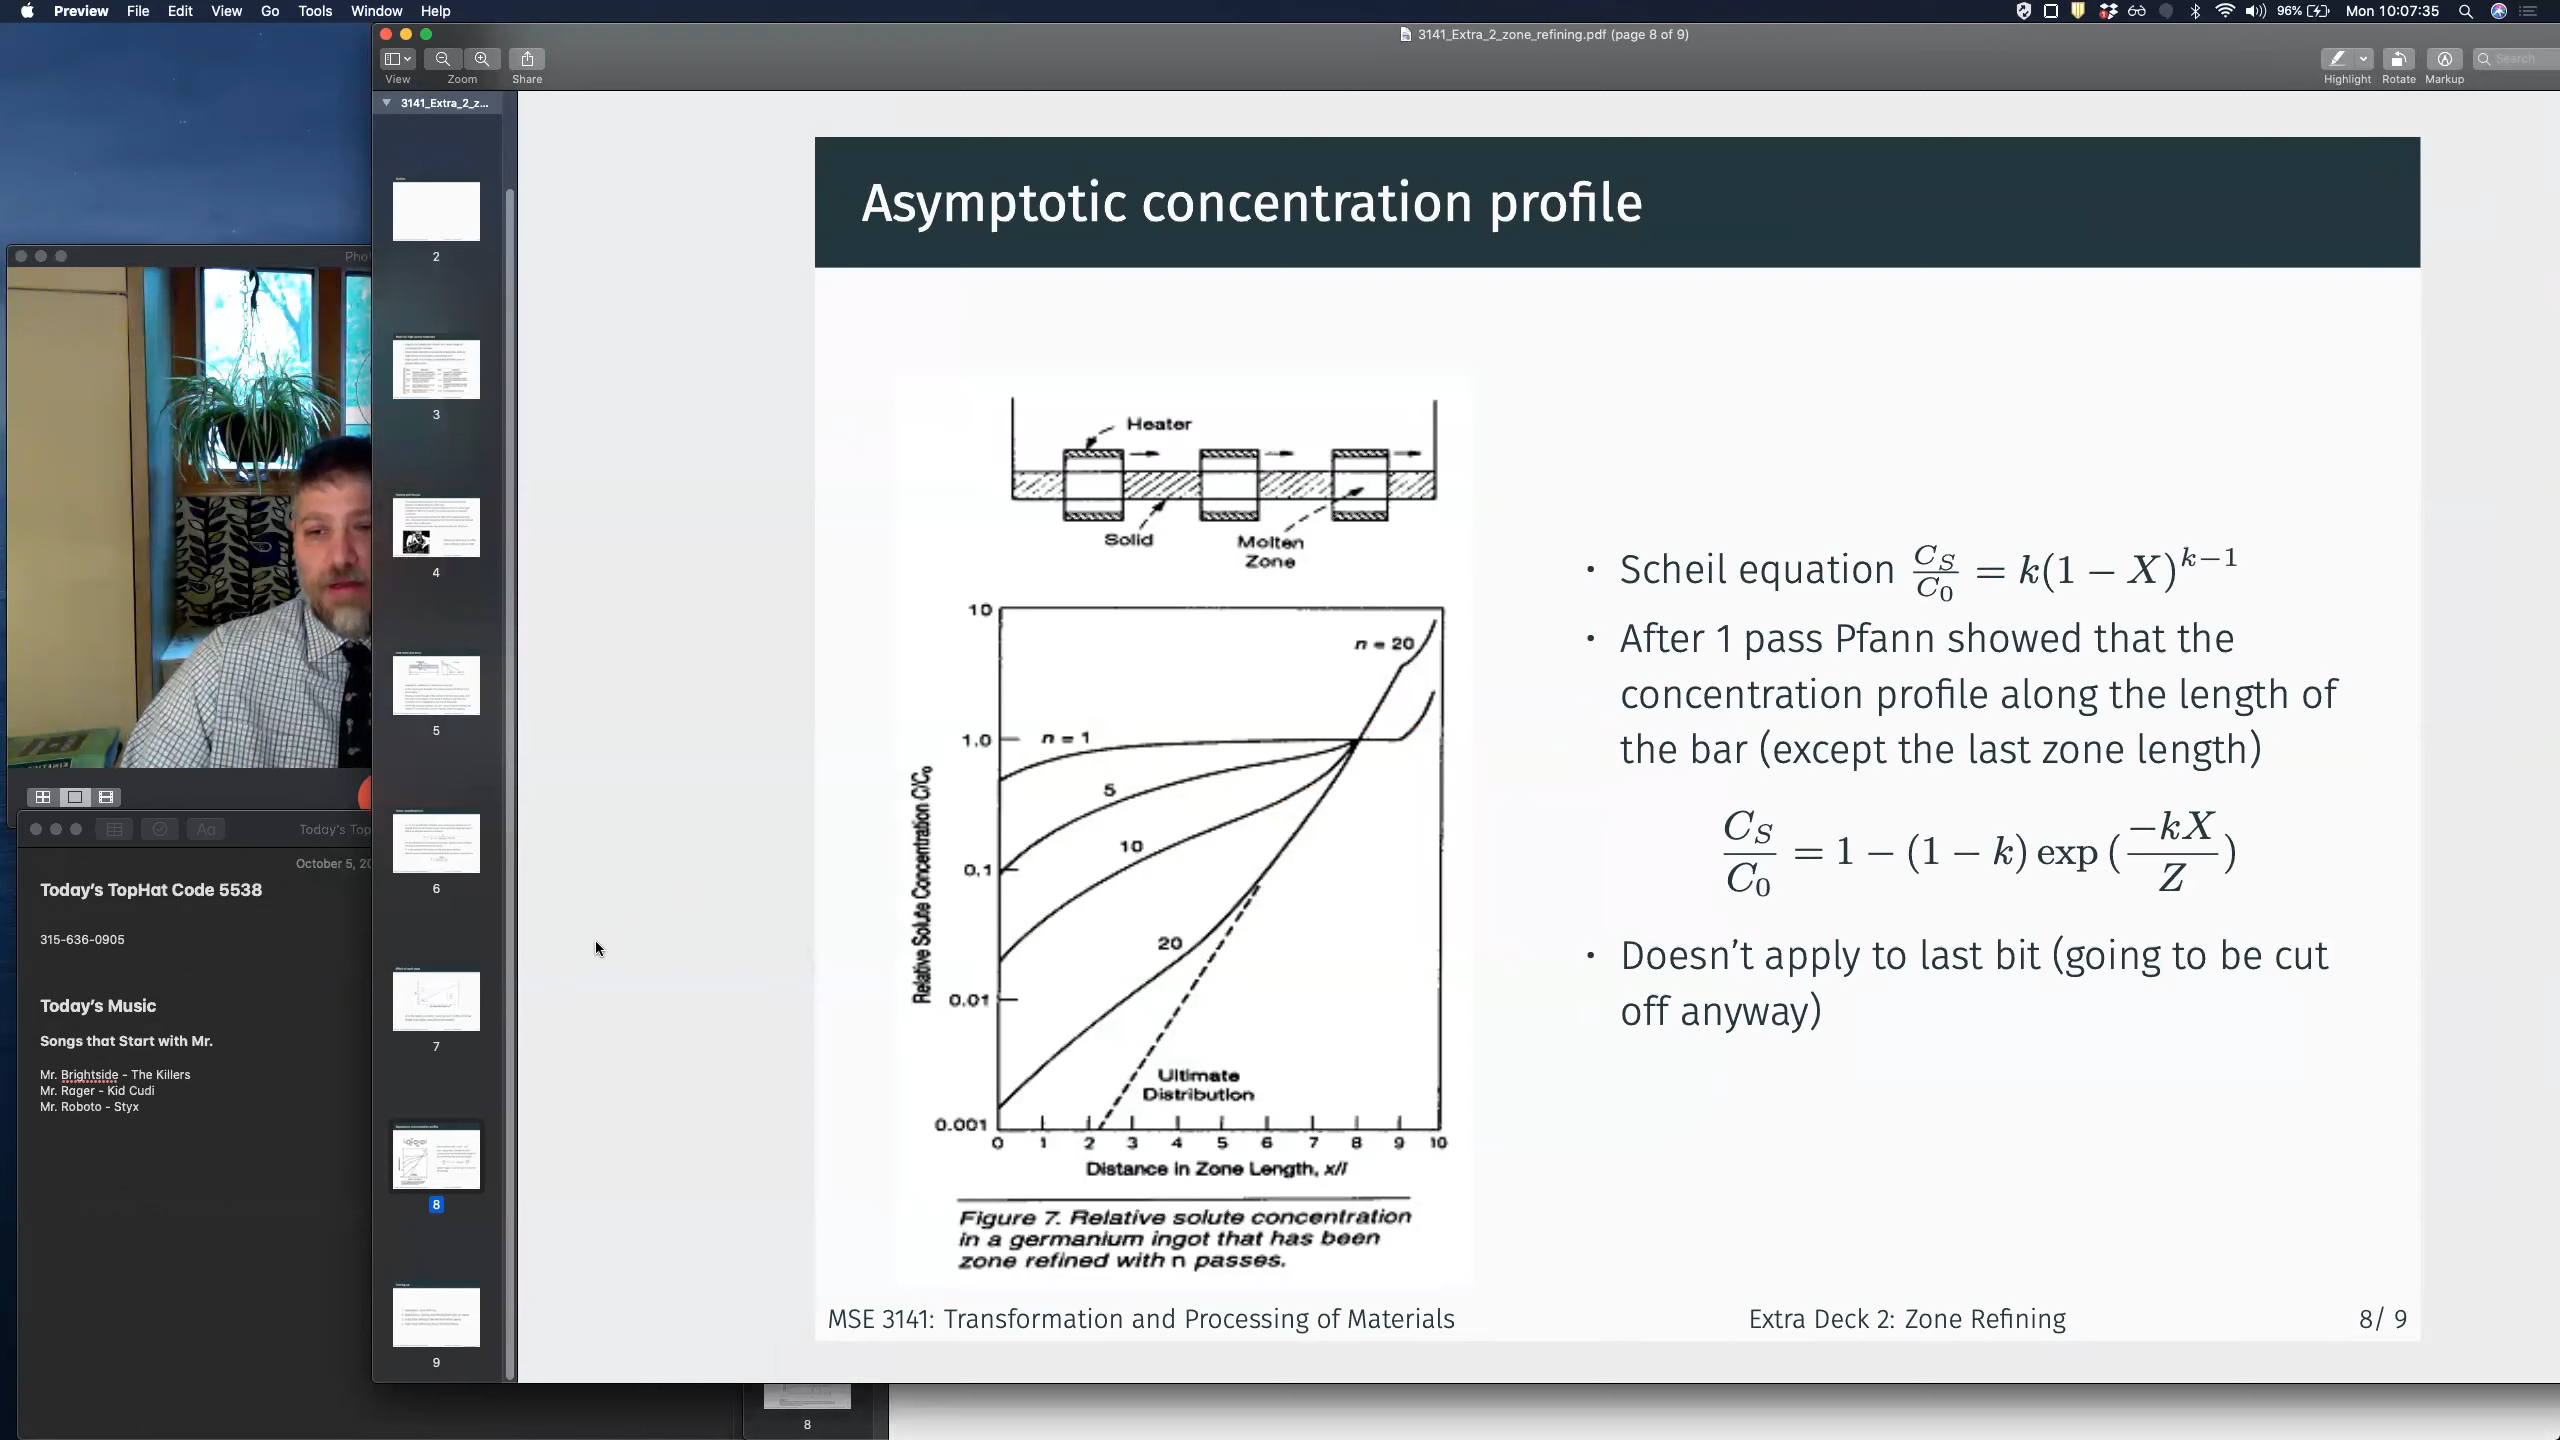 Preview File Edit View Go Tools Window Help
96% Mon 10:07:35
3141_Extra_2_zone_refining.pdf (page 8 of 9)
View Zoom Share
Highlight Rotate Markup
Search
3141_Extra_2_z...
2
3
4
5
6
7
8
9
8
Pho
Today's Top
October 5, 20
Today's TopHat Code 5538
315-636-0905
Today's Music
Songs that Start with Mr.
Mr. Brightside - The Killers
Mr. Rager - Kid Cudi
Mr. Roboto - Styx
Asymptotic concentration profile
Heater
Solid
Molten
Zone
10
1.0
0.1
0.01
0.001
n = 20
n = 1
5
10
20
Ultimate
Distribution
Relative Solute Concentration C/C₀
0 1 2 3 4 5 6 7 8 9 10
Distance in Zone Length, x/l
Figure 7. Relative solute concentration
in a germanium ingot that has been
zone refined with n passes.
• Scheil equation C_S/C_0 = k(1 − X)^{k−1}
• After 1 pass Pfann showed that the
concentration profile along the length of
the bar (except the last zone length)
C_S/C_0 = 1 − (1 − k) exp (−kX/Z)
• Doesn't apply to last bit (going to be cut
off anyway)
MSE 3141: Transformation and Processing of Materials Extra Deck 2: Zone Refining 8/ 9